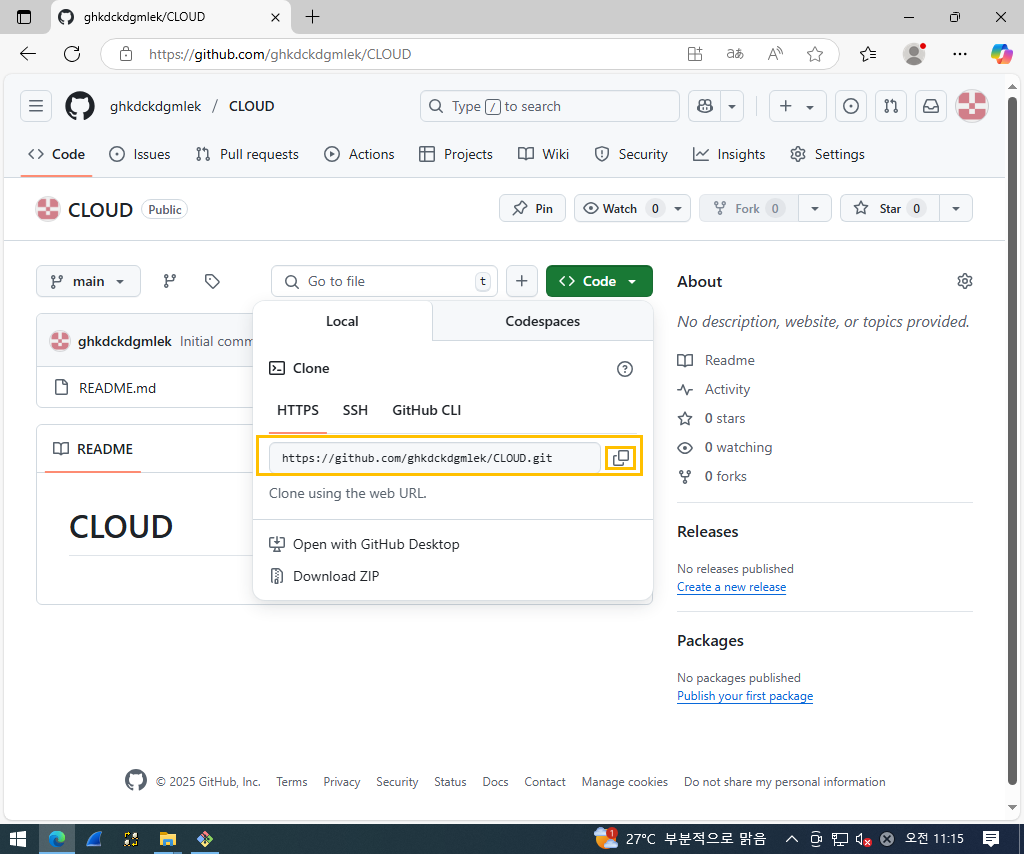 ghkdckdgmlek/CLOUD
https://github.com/ghkdckdgmlek/CLOUD
ghkdckdgmlek / CLOUD
Type / to search
Code Issues Pull requests Actions Projects Wiki Security Insights Settings
CLOUD Public
Pin Watch 0 Fork 0 Star 0
main Go to file t Code
About
Local Codespaces
No description, website, or topics provided.
ghkdckdgmlek Initial comm
Clone
Readme
README.md
Activity
HTTPS SSH GitHub CLI
0 stars
README
0 watching
https://github.com/ghkdckdgmlek/CLOUD.git
0 forks
Clone using the web URL.
CLOUD
Releases
Open with GitHub Desktop
No releases published
Download ZIP
Create a new release
Packages
No packages published
Publish your first package
© 2025 GitHub, Inc. Terms Privacy Security Status Docs Contact Manage cookies Do not share my personal information
1 27°C 부분적으로 맑음 오전 11:15